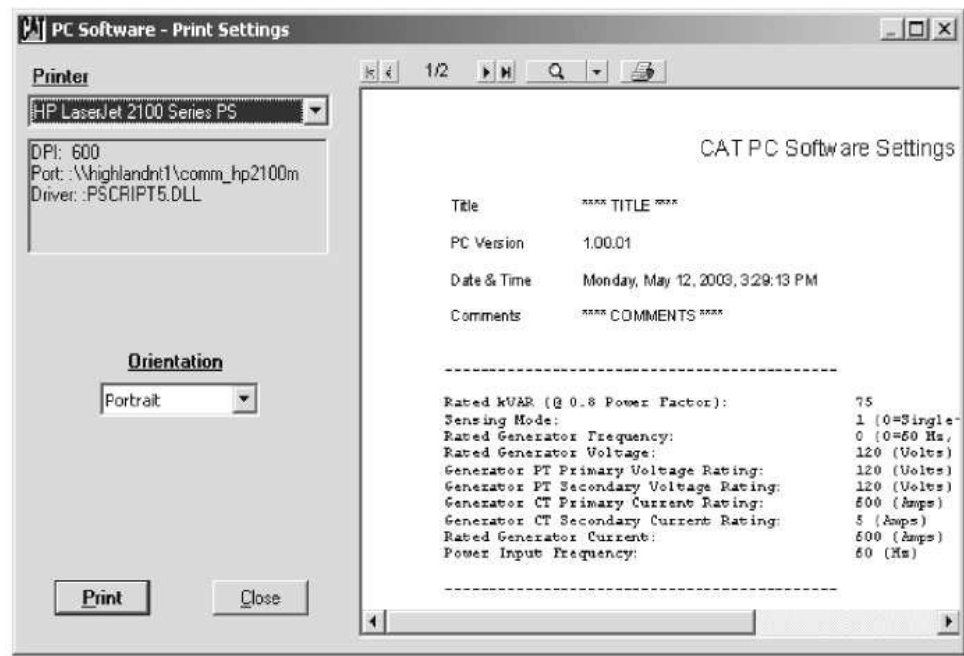 CAT PC Software - Print Settings
Printer
HP LaserJet 2100 Series PS
DPI: 600
Port: :\\highlandnt1\comm_hp2100m
Driver: :PSCRIPT5.DLL
Orientation
Portrait
Print Close
1/2
CAT PC Software Settings
Title **** TITLE ****
PC Version 1.00.01
Date & Time Monday, May 12, 2003, 3:29:13 PM
Comments **** COMMENTS ****
-------------------------------------------
Rated kVAR (@ 0.8 Power Factor): 75
Sensing Mode: 1 (0=Single-
Rated Generator Frequency: 0 (0=60 Hz,
Rated Generator Voltage: 120 (Volts)
Generator PT Primary Voltage Rating: 120 (Volts)
Generator PT Secondary Voltage Rating: 120 (Volts)
Generator CT Primary Current Rating: 600 (Amps)
Generator CT Secondary Current Rating: 5 (Amps)
Rated Generator Current: 600 (Amps)
Power Input Frequency: 60 (Hz)
-------------------------------------------